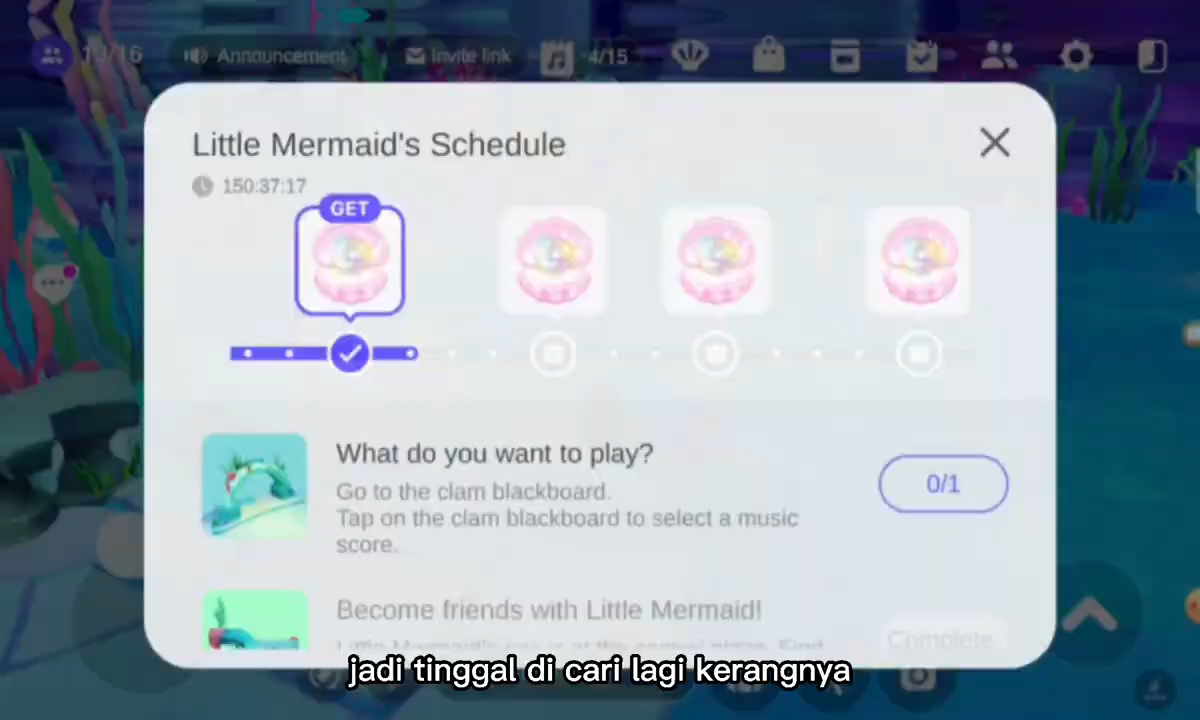 Announcement
Invite link
4/15
Little Mermaid's Schedule
150:37:17
GET
What do you want to play?
0/1
Go to the clam blackboard.
Tap on the clam blackboard to select a music
score.
Become friends with Little Mermaid!
Complete
jadi tinggal di cari lagi kerangnya